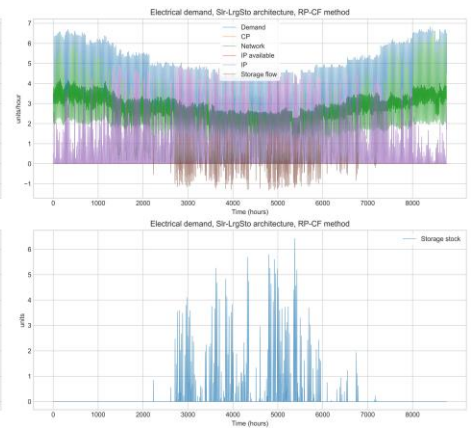 Electrical demand, Slr-LrgSto architecture, RP-CF method
Demand
CP
Network
IP available
IP
Storage flow
units/hour
7
6
5
4
3
2
1
0
−1
0 1000 2000 3000 4000 5000 6000 7000 8000
Time (hours)
Electrical demand, Slr-LrgSto architecture, RP-CF method
Storage stock
units
6
5
4
3
2
1
0
0 1000 2000 3000 4000 5000 6000 7000 8000
Time (hours)